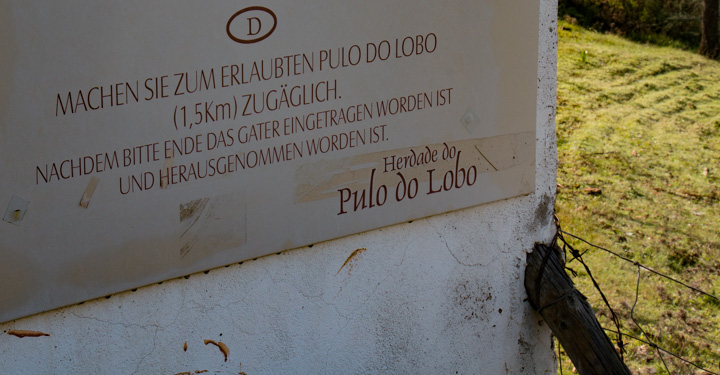 D
MACHEN SIE ZUM ERLAUBTEN PULO DO LOBO
(1,5Km) ZUGÄGLICH.
NACHDEM BITTE ENDE DAS GATER EINGETRAGEN WORDEN IST
UND HERAUSGENOMMEN WORDEN IST.
Herdade do
Pulo do Lobo